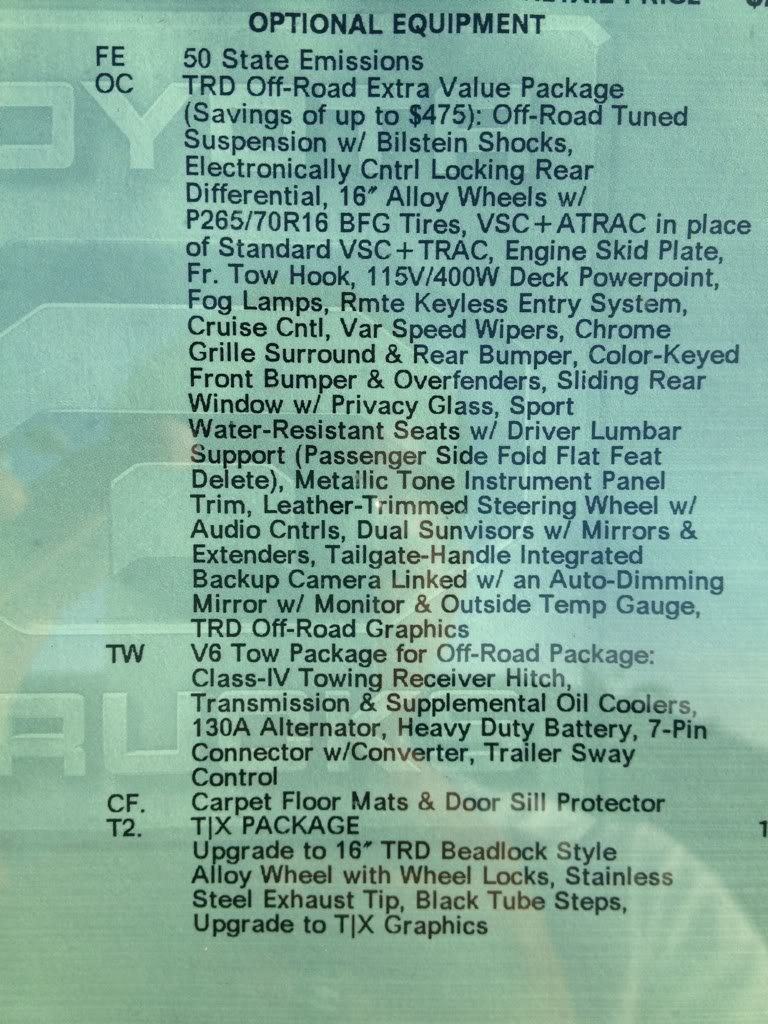 RETAIL PRICE
OPTIONAL EQUIPMENT
FE 50 State Emissions
OC TRD Off-Road Extra Value Package
(Savings of up to $475): Off-Road Tuned
Suspension w/ Bilstein Shocks,
Electronically Cntrl Locking Rear
Differential, 16″ Alloy Wheels w/
P265/70R16 BFG Tires, VSC+ATRAC in place
of Standard VSC+TRAC, Engine Skid Plate,
Fr. Tow Hook, 115V/400W Deck Powerpoint,
Fog Lamps, Rmte Keyless Entry System,
Cruise Cntl, Var Speed Wipers, Chrome
Grille Surround & Rear Bumper, Color-Keyed
Front Bumper & Overfenders, Sliding Rear
Window w/ Privacy Glass, Sport
Water-Resistant Seats w/ Driver Lumbar
Support (Passenger Side Fold Flat Feat
Delete), Metallic Tone Instrument Panel
Trim, Leather-Trimmed Steering Wheel w/
Audio Cntrls, Dual Sunvisors w/ Mirrors &
Extenders, Tailgate-Handle Integrated
Backup Camera Linked w/ an Auto-Dimming
Mirror w/ Monitor & Outside Temp Gauge,
TRD Off-Road Graphics
TW V6 Tow Package for Off-Road Package:
Class-IV Towing Receiver Hitch,
Transmission & Supplemental Oil Coolers,
130A Alternator, Heavy Duty Battery, 7-Pin
Connector w/Converter, Trailer Sway
Control
CF. Carpet Floor Mats & Door Sill Protector
T2. T|X PACKAGE 1
Upgrade to 16″ TRD Beadlock Style
Alloy Wheel with Wheel Locks, Stainless
Steel Exhaust Tip, Black Tube Steps,
Upgrade to T|X Graphics